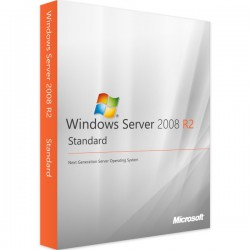 Windows Server 2008 R2
Standard
Windows Server 2008 R2
Standard
Next Generation Server Operating System
Microsoft